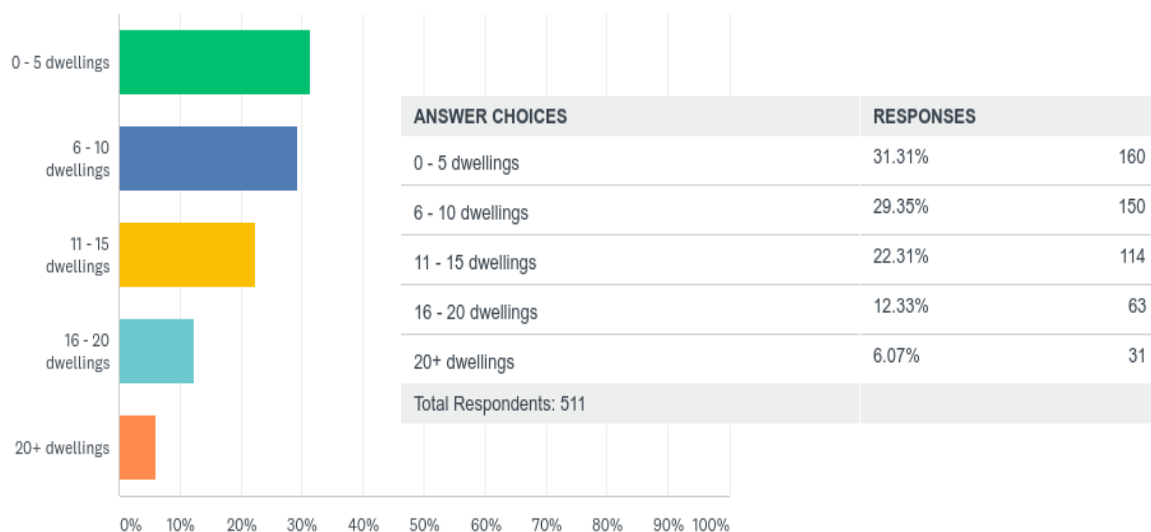 0 - 5 dwellings
6 - 10
dwellings
11 - 15
dwellings
16 - 20
dwellings
20+ dwellings
0% 10% 20% 30% 40% 50% 60% 70% 80% 90% 100%
ANSWER CHOICES RESPONSES
0 - 5 dwellings 31.31% 160
6 - 10 dwellings 29.35% 150
11 - 15 dwellings 22.31% 114
16 - 20 dwellings 12.33% 63
20+ dwellings 6.07% 31
Total Respondents: 511